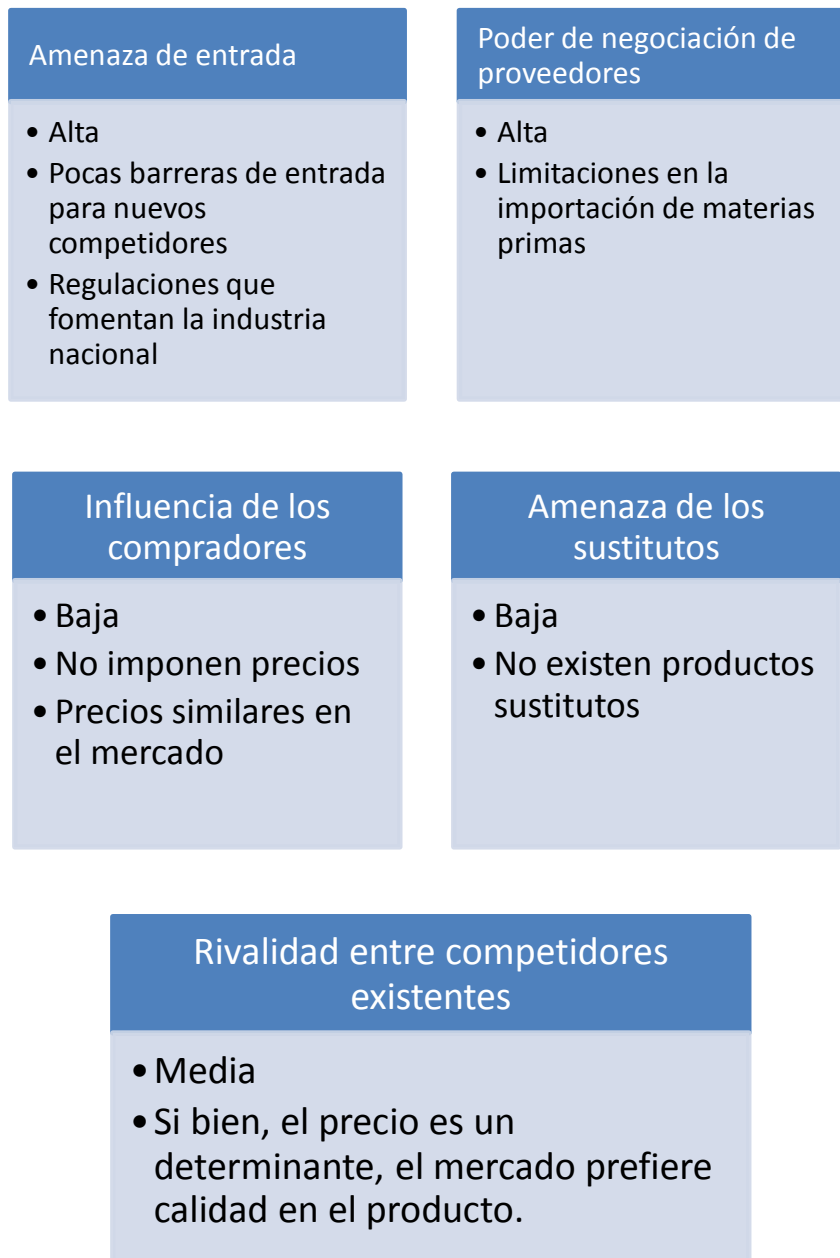 Amenaza de entrada
• Alta
• Pocas barreras de entrada
para nuevos
competidores
• Regulaciones que
fomentan la industria
nacional
Poder de negociación de
proveedores
• Alta
• Limitaciones en la
importación de materias
primas
Influencia de los
compradores
• Baja
• No imponen precios
• Precios similares en
el mercado
Amenaza de los
sustitutos
• Baja
• No existen productos
sustitutos
Rivalidad entre competidores
existentes
• Media
• Si bien, el precio es un
determinante, el mercado prefiere
calidad en el producto.